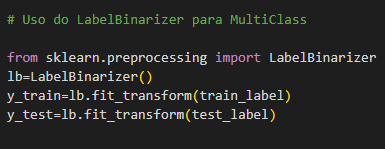 # Uso do LabelBinarizer para MultiClass
from sklearn.preprocessing import LabelBinarizer
lb=LabelBinarizer()
y_train=lb.fit_transform(train_label)
y_test=lb.fit_transform(test_label)